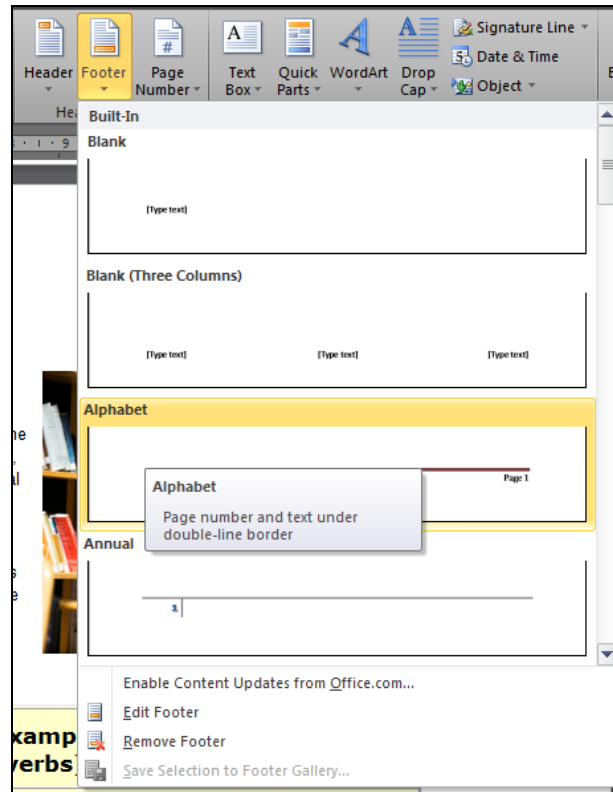 Header Footer Page Number Text Box Quick Parts WordArt Drop Cap
Signature Line
Date & Time
Object
Built-In
Blank
[Type text]
Blank (Three Columns)
[Type text] [Type text] [Type text]
Alphabet
Page 1
Alphabet
Page number and text under
double-line border
Annual
1
Enable Content Updates from Office.com...
Edit Footer
Remove Footer
Save Selection to Footer Gallery...
xamp
verbs